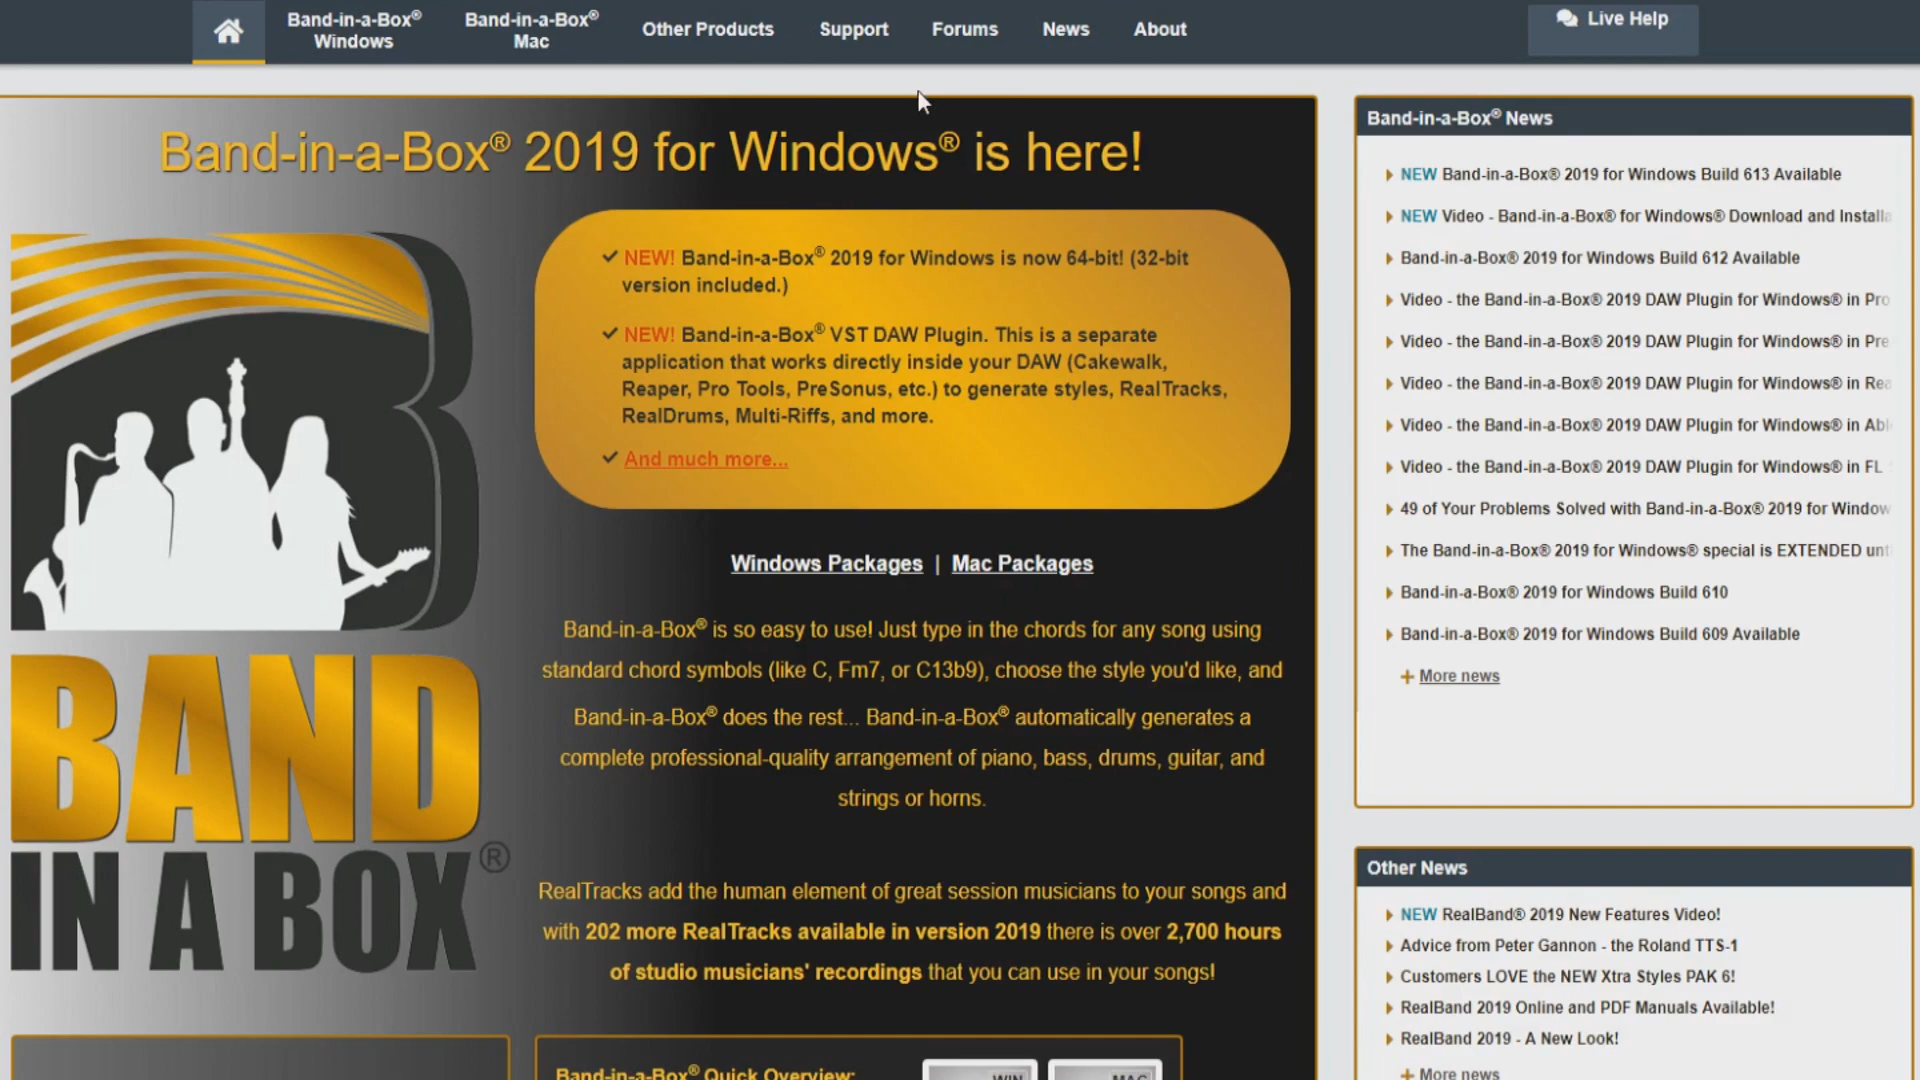 Band-in-a-Box® Windows
Band-in-a-Box® Mac
Other Products
Support
Forums
News
About
Live Help
Band-in-a-Box® 2019 for Windows® is here!
NEW! Band-in-a-Box® 2019 for Windows is now 64-bit! (32-bit
version included.)
NEW! Band-in-a-Box® VST DAW Plugin. This is a separate
application that works directly inside your DAW (Cakewalk,
Reaper, Pro Tools, PreSonus, etc.) to generate styles, RealTracks,
RealDrums, Multi-Riffs, and more.
And much more...
BAND
IN A BOX®
Windows Packages | Mac Packages
Band-in-a-Box® is so easy to use! Just type in the chords for any song using
standard chord symbols (like C, Fm7, or C13b9), choose the style you'd like, and
Band-in-a-Box® does the rest... Band-in-a-Box® automatically generates a
complete professional-quality arrangement of piano, bass, drums, guitar, and
strings or horns.
RealTracks add the human element of great session musicians to your songs and
with 202 more RealTracks available in version 2019 there is over 2,700 hours
of studio musicians' recordings that you can use in your songs!
Band-in-a-Box® Quick Overview:
WIN
MAC
Band-in-a-Box® News
NEW Band-in-a-Box® 2019 for Windows Build 613 Available
NEW Video - Band-in-a-Box® for Windows® Download and Installa
Band-in-a-Box® 2019 for Windows Build 612 Available
Video - the Band-in-a-Box® 2019 DAW Plugin for Windows® in Pro
Video - the Band-in-a-Box® 2019 DAW Plugin for Windows® in Pre
Video - the Band-in-a-Box® 2019 DAW Plugin for Windows® in Rea
Video - the Band-in-a-Box® 2019 DAW Plugin for Windows® in Abl
Video - the Band-in-a-Box® 2019 DAW Plugin for Windows® in FL
49 of Your Problems Solved with Band-in-a-Box® 2019 for Window
The Band-in-a-Box® 2019 for Windows® special is EXTENDED unt
Band-in-a-Box® 2019 for Windows Build 610
Band-in-a-Box® 2019 for Windows Build 609 Available
+ More news
Other News
NEW RealBand® 2019 New Features Video!
Advice from Peter Gannon - the Roland TTS-1
Customers LOVE the NEW Xtra Styles PAK 6!
RealBand 2019 Online and PDF Manuals Available!
RealBand 2019 - A New Look!
+ More news